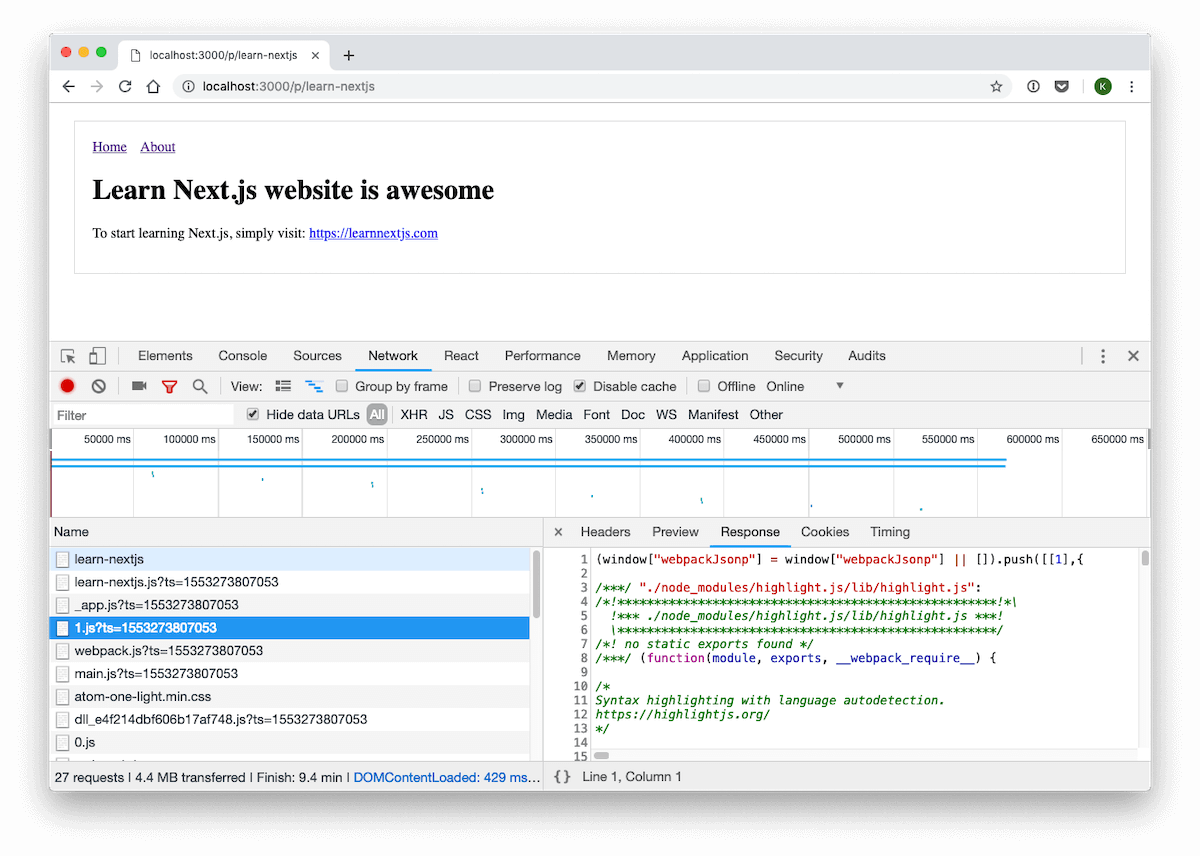 localhost:3000/p/learn-nextjs
localhost:3000/p/learn-nextjs
K
Home About
Learn Next.js website is awesome
To start learning Next.js, simply visit: https://learnnextjs.com
Elements Console Sources Network React Performance Memory Application Security Audits
View: Group by frame Preserve log Disable cache Offline Online
Filter Hide data URLs All XHR JS CSS Img Media Font Doc WS Manifest Other
50000 ms 100000 ms 150000 ms 200000 ms 250000 ms 300000 ms 350000 ms 400000 ms 450000 ms 500000 ms 550000 ms 600000 ms 650000 ms
Name
learn-nextjs
learn-nextjs.js?ts=1553273807053
_app.js?ts=1553273807053
1.js?ts=1553273807053
webpack.js?ts=1553273807053
main.js?ts=1553273807053
atom-one-light.min.css
dll_e4f214dbf606b17af748.js?ts=1553273807053
0.js
27 requests | 4.4 MB transferred | Finish: 9.4 min | DOMContentLoaded: 429 ms...
Headers Preview Response Cookies Timing
1 (window["webpackJsonp"] = window["webpackJsonp"] || []).push([[1],{
2
3 /***/ "./node_modules/highlight.js/lib/highlight.js":
4 /*!****************************************************!*\
5   !*** ./node_modules/highlight.js/lib/highlight.js ***!
6   \****************************************************/
7 /*! no static exports found */
8 /***/ (function(module, exports, __webpack_require__) {
9
10 /*
11 Syntax highlighting with language autodetection.
12 https://highlightjs.org/
13 */
14
15
{} Line 1, Column 1